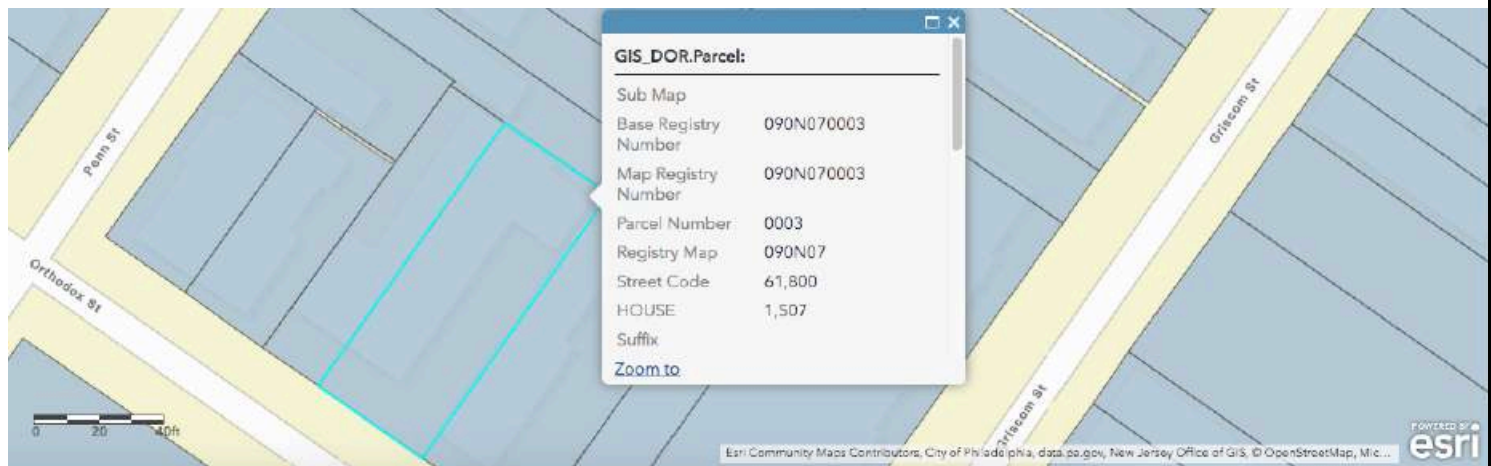 GIS_DOR.Parcel:
Sub Map
Base Registry Number 090N070003
Map Registry Number 090N070003
Parcel Number 0003
Registry Map 090N07
Street Code 61,800
HOUSE 1,507
Suffix
Zoom to
Penn St
Orthodox St
Griscom St
Griscom St
0 20 40ft
Esri Community Maps Contributors, City of Philadelphia, data.pa.gov, New Jersey Office of GIS, © OpenStreetMap, Mic...
POWERED BY
esri